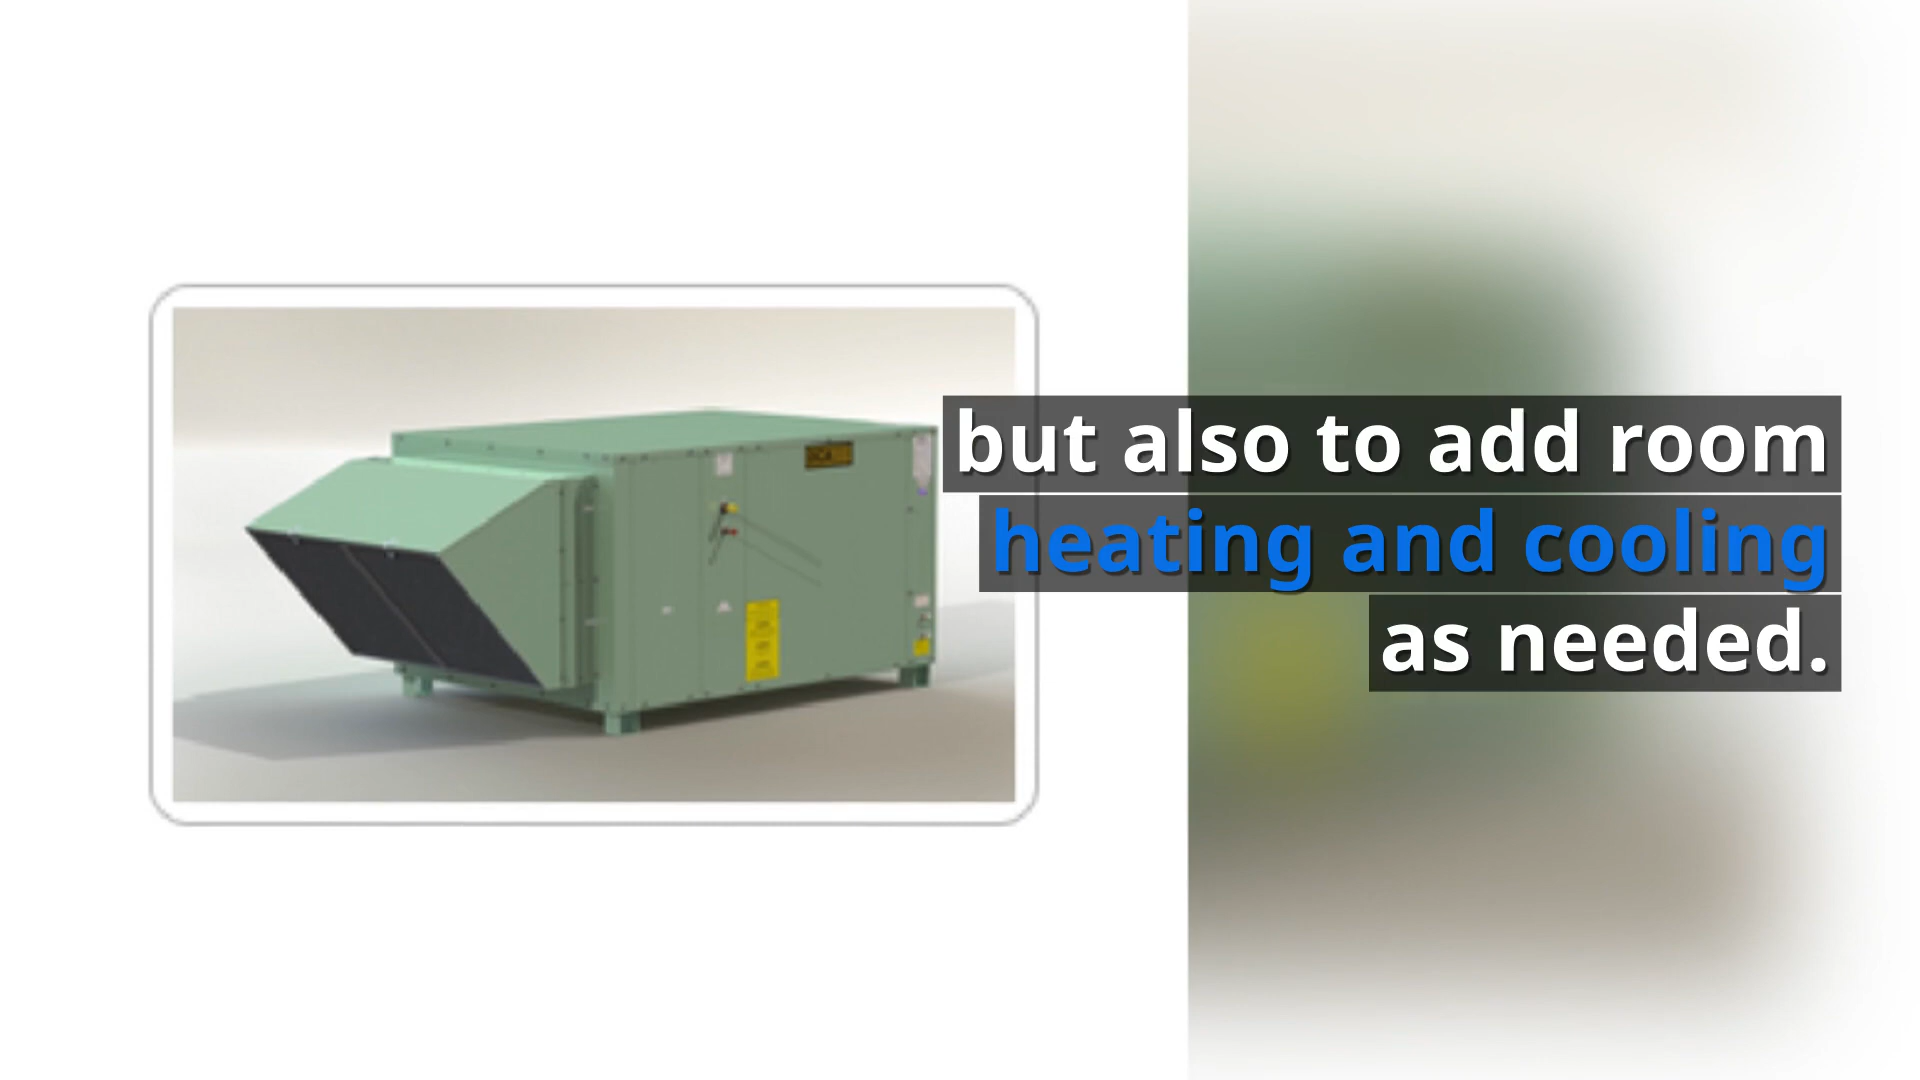 but also to add room
heating and cooling
as needed.